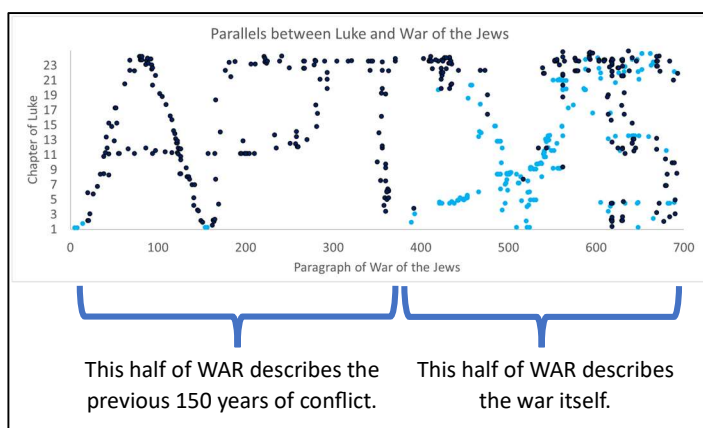 Parallels between Luke and War of the Jews
Chapter of Luke
23
21
19
17
15
13
11
9
7
5
3
1
0
100
200
300
400
500
600
700
Paragraph of War of the Jews
This half of WAR describes the
previous 150 years of conflict.
This half of WAR describes
the war itself.